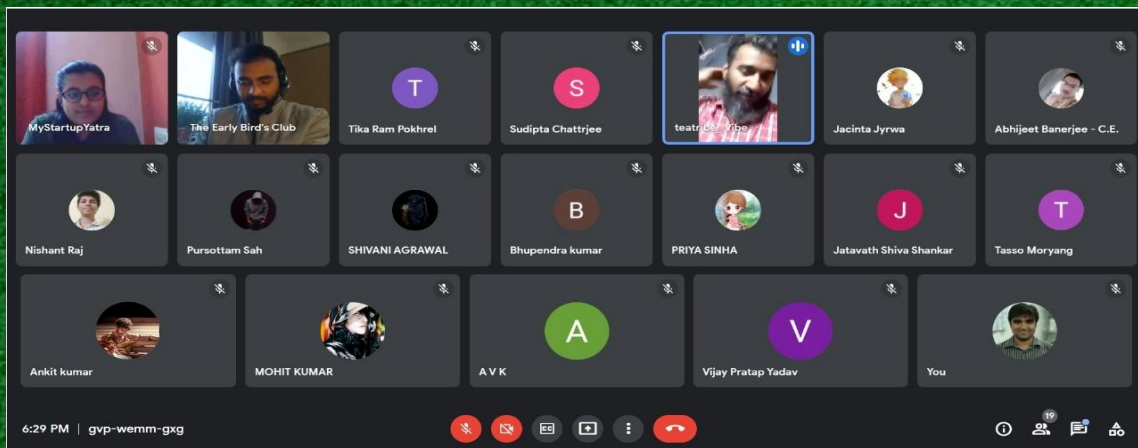 MyStartupYatra
The Early Bird's Club
T
Tika Ram Pokhrel
S
Sudipta Chattrjee
Vibe
Jacinta Jyrwa
Abhijeet Banerjee - C.E.
Nishant Raj
Pursottam Sah
SHIVANI AGRAWAL
B
Bhupendra kumar
PRIYA SINHA
J
Jatavath Shiva Shankar
T
Tasso Moryang
Ankit kumar
MOHIT KUMAR
A
A V K
V
Vijay Pratap Yadav
You
6:29 PM | gvp-wemm-gxg
CC
19